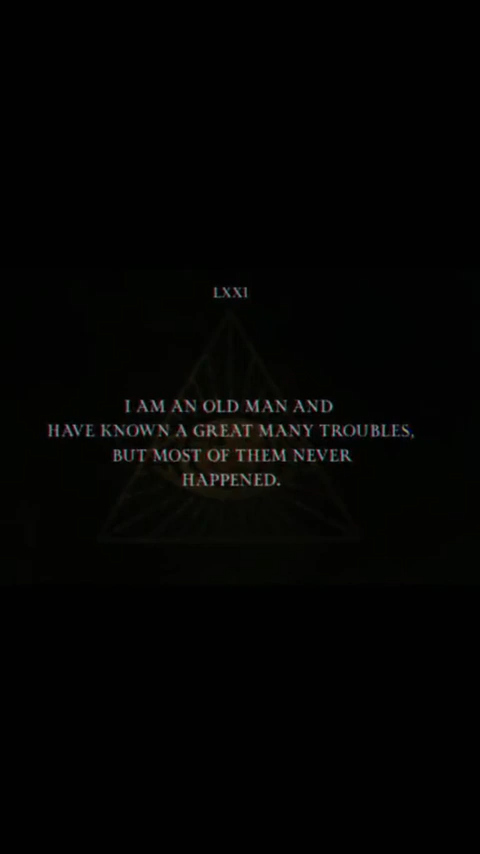 LXXI
I AM AN OLD MAN AND
HAVE KNOWN A GREAT MANY TROUBLES,
BUT MOST OF THEM NEVER
HAPPENED.